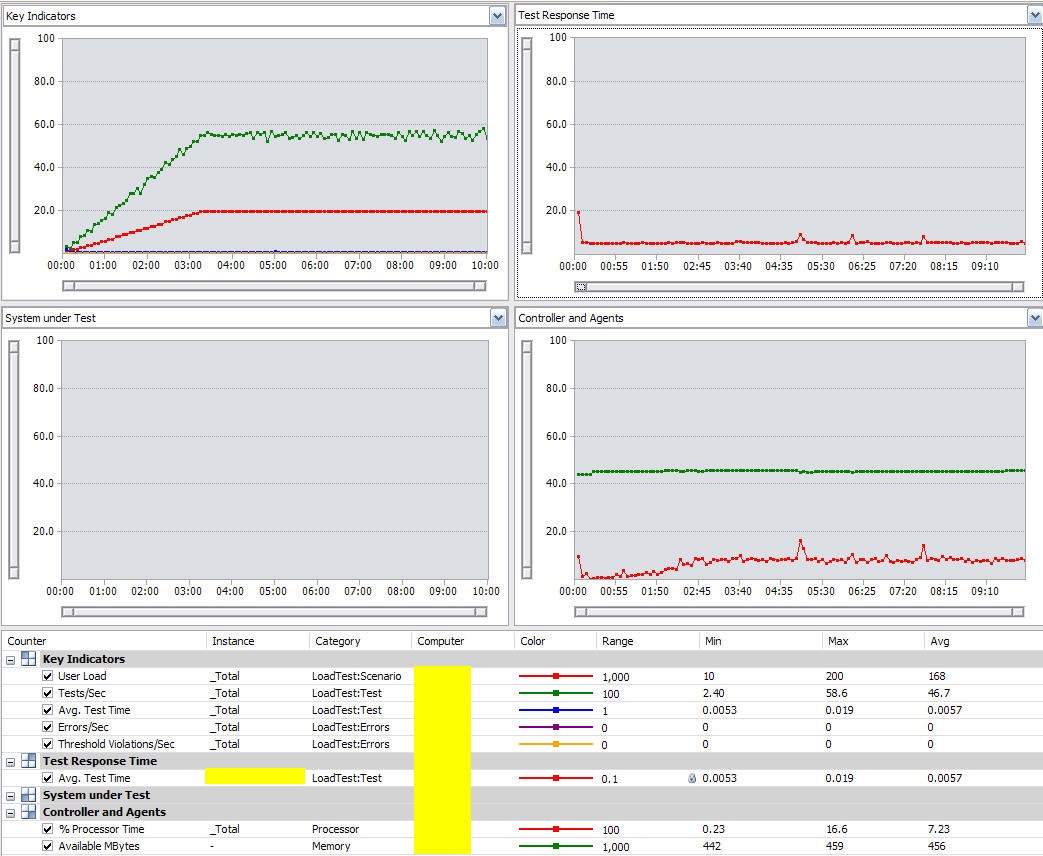 Key Indicators
100
80.0
60.0
40.0
20.0
00:00 01:00 02:00 03:00 04:00 05:00 06:00 07:00 08:00 09:00 10:00
Test Response Time
100
80.0
60.0
40.0
20.0
00:00 00:55 01:50 02:45 03:40 04:35 05:30 06:25 07:20 08:15 09:10
System under Test
100
80.0
60.0
40.0
20.0
00:00 01:00 02:00 03:00 04:00 05:00 06:00 07:00 08:00 09:00 10:00
Controller and Agents
100
80.0
60.0
40.0
20.0
00:00 00:55 01:50 02:45 03:40 04:35 05:30 06:25 07:20 08:15 09:10
Counter Instance Category Computer Color Range Min Max Avg
Key Indicators
User Load _Total LoadTest:Scenario 1,000 10 200 168
Tests/Sec _Total LoadTest:Test 100 2.40 58.6 46.7
Avg. Test Time _Total LoadTest:Test 1 0.0053 0.019 0.0057
Errors/Sec _Total LoadTest:Errors 0 0 0 0
Threshold Violations/Sec _Total LoadTest:Errors 0 0 0 0
Test Response Time
Avg. Test Time LoadTest:Test 0.1 0.0053 0.019 0.0057
System under Test
Controller and Agents
% Processor Time _Total Processor 100 0.23 16.6 7.23
Available MBytes - Memory 1,000 442 459 456